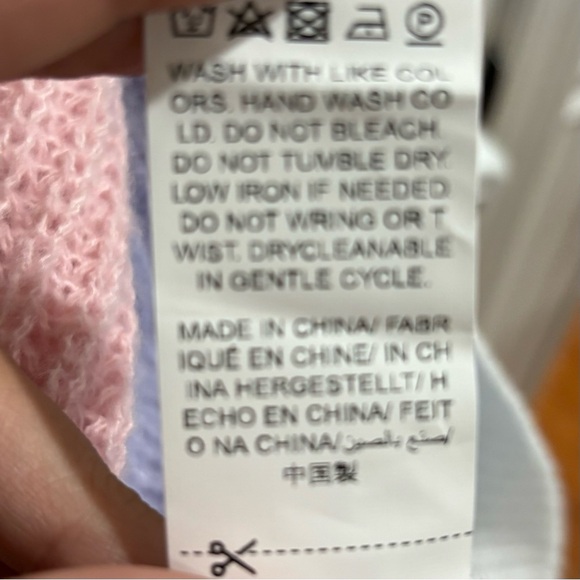 WASH WITH LIKE COL
ORS. HAND WASH CO
LD. DO NOT BLEACH.
DO NOT TUMBLE DRY.
LOW IRON IF NEEDED
DO NOT WRING OR T
WIST. DRYCLEANABLE
IN GENTLE CYCLE.
MADE IN CHINA/ FABR
IQUÉ EN CHINE/ IN CH
INA HERGESTELLT/ H
ECHO EN CHINA/ FEIT
O NA CHINA/صنع بالصين/
中国製